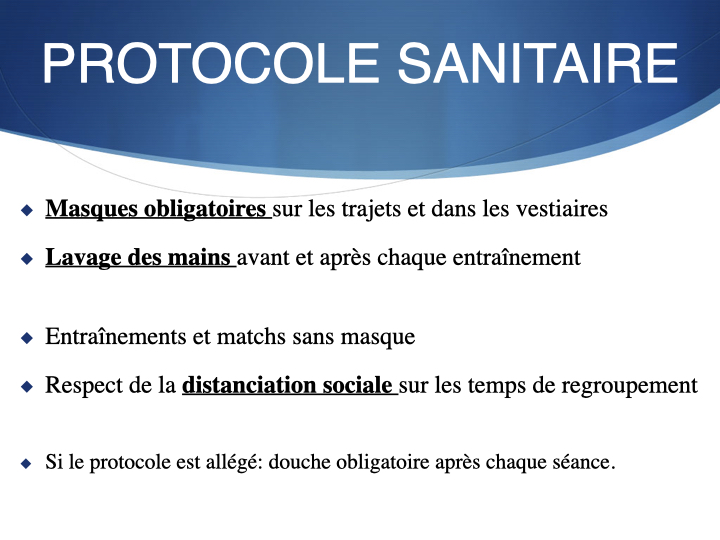 PROTOCOLE SANITAIRE
Masques obligatoires sur les trajets et dans les vestiaires
Lavage des mains avant et après chaque entraînement
Entraînements et matchs sans masque
Respect de la distanciation sociale sur les temps de regroupement
Si le protocole est allégé: douche obligatoire après chaque séance.